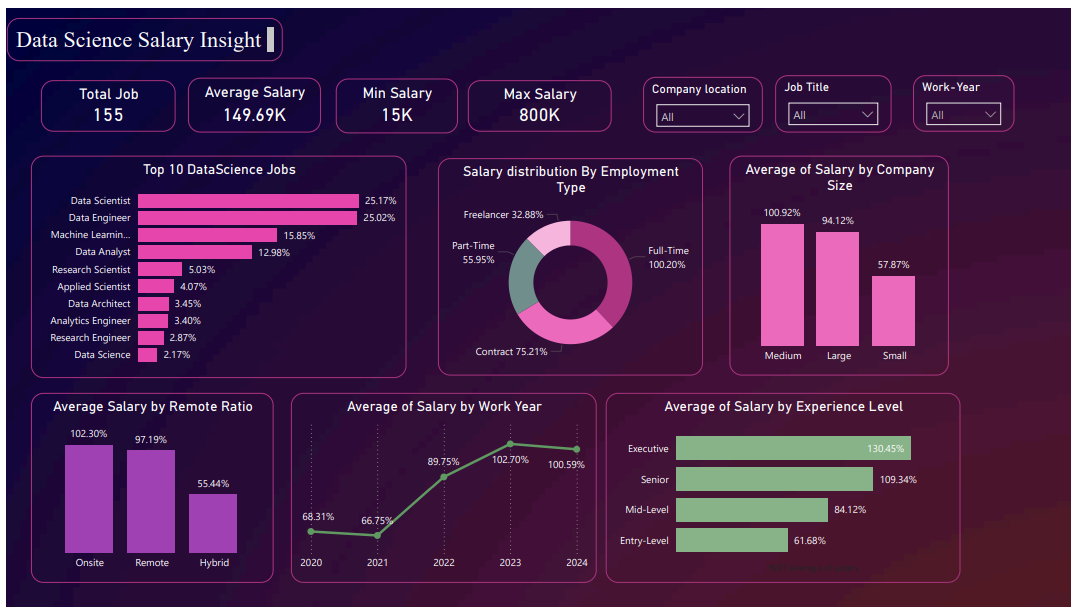 Data Science Salary Insight
Total Job
155
Average Salary
149.69K
Min Salary
15K
Max Salary
800K
Company location
All
Job Title
All
Work-Year
All
Top 10 DataScience Jobs
Data Scientist 25.17%
Data Engineer 25.02%
Machine Learnin... 15.85%
Data Analyst 12.98%
Research Scientist 5.03%
Applied Scientist 4.07%
Data Architect 3.45%
Analytics Engineer 3.40%
Research Engineer 2.87%
Data Science 2.17%
Salary distribution By Employment
Type
Freelancer 32.88%
Part-Time
55.95%
Full-Time
100.20%
Contract 75.21%
Average of Salary by Company
Size
100.92%
94.12%
57.87%
Medium Large Small
Average Salary by Remote Ratio
102.30%
97.19%
55.44%
Onsite Remote Hybrid
Average of Salary by Work Year
68.31%
66.75%
89.75%
102.70%
100.59%
2020 2021 2022 2023 2024
Average of Salary by Experience Level
Executive 130.45%
Senior 109.34%
Mid-Level 84.12%
Entry-Level 61.68%